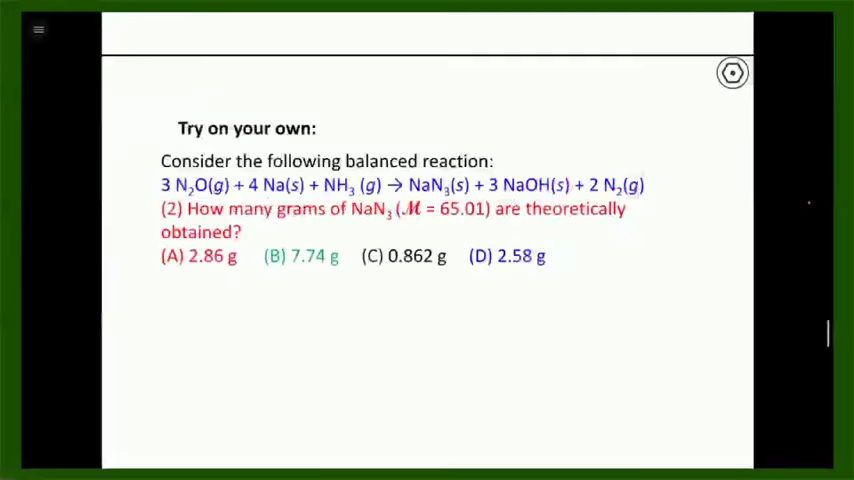 Try on your own:
Consider the following balanced reaction:
3 N₂O(g) + 4 Na(s) + NH₃ (g) → NaN₃(s) + 3 NaOH(s) + 2 N₂(g)
(2) How many grams of NaN₃ (ℳ = 65.01) are theoretically
obtained?
(A) 2.86 g (B) 7.74 g (C) 0.862 g (D) 2.58 g